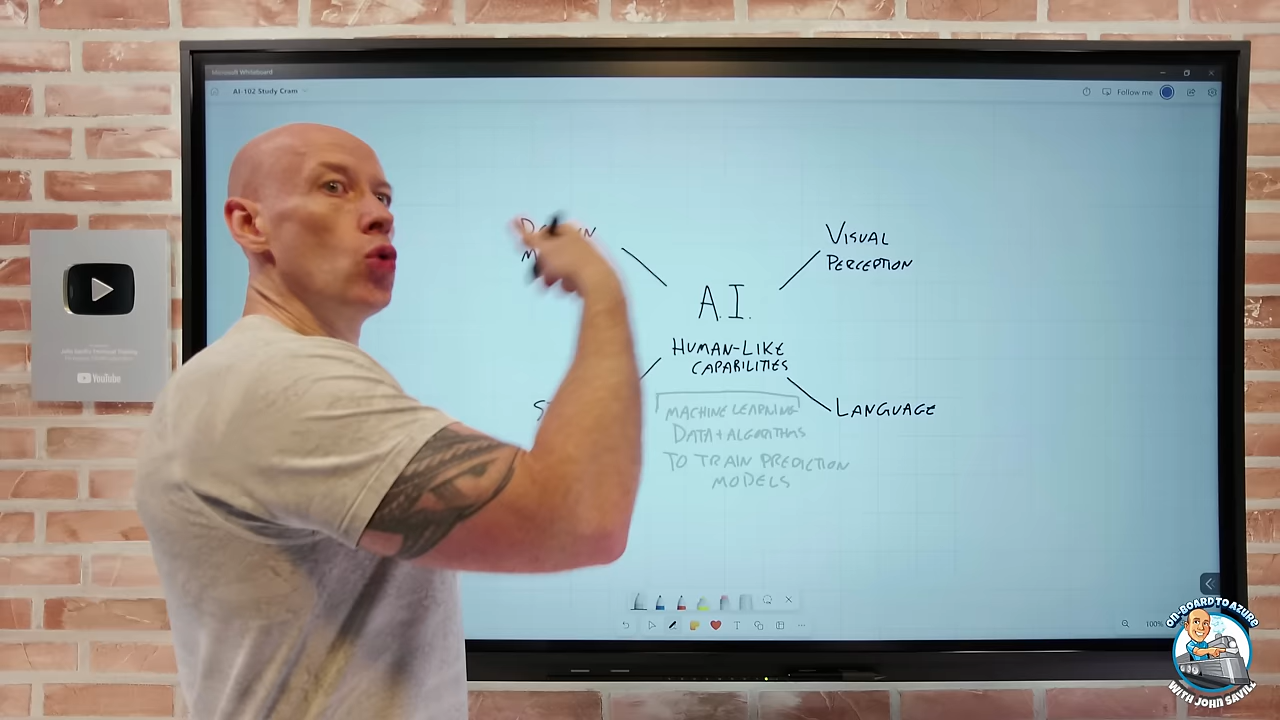 Microsoft Whiteboard
AI-102 Study Cram
Follow me
VISUAL
PERCEPTION
A.I.
HUMAN-LIKE
CAPABILITIES
LANGUAGE
MACHINE LEARNING
DATA + ALGORITHMS
TO TRAIN PREDICTION
MODELS
YouTube
100%
ON-BOARD TO AZURE
WITH JOHN SAVILL